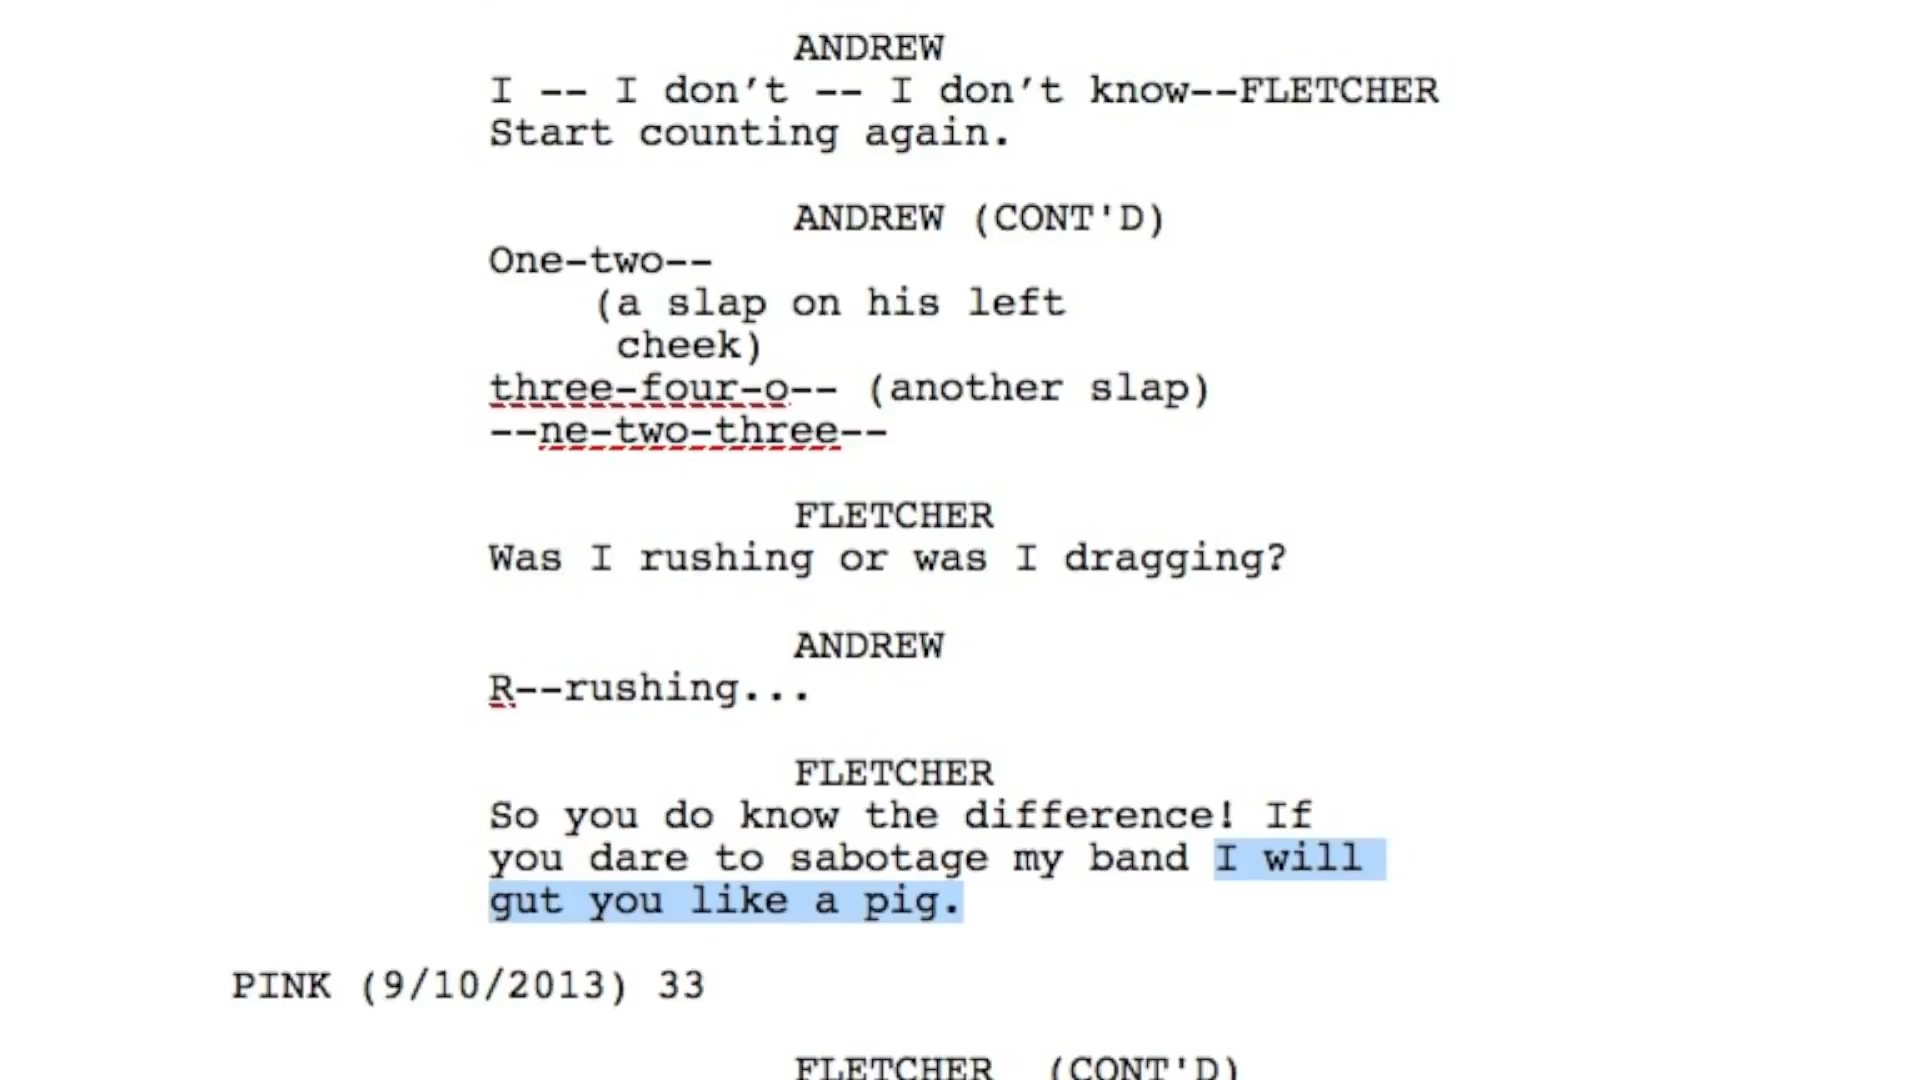 ANDREW
I -- I don’t -- I don’t know--FLETCHER
Start counting again.
ANDREW (CONT'D)
One-two--
(a slap on his left
cheek)
three-four-o-- (another slap)
--ne-two-three--
FLETCHER
Was I rushing or was I dragging?
ANDREW
R--rushing...
FLETCHER
So you do know the difference! If
you dare to sabotage my band I will
gut you like a pig.
PINK (9/10/2013) 33
FLETCHER (CONT'D)